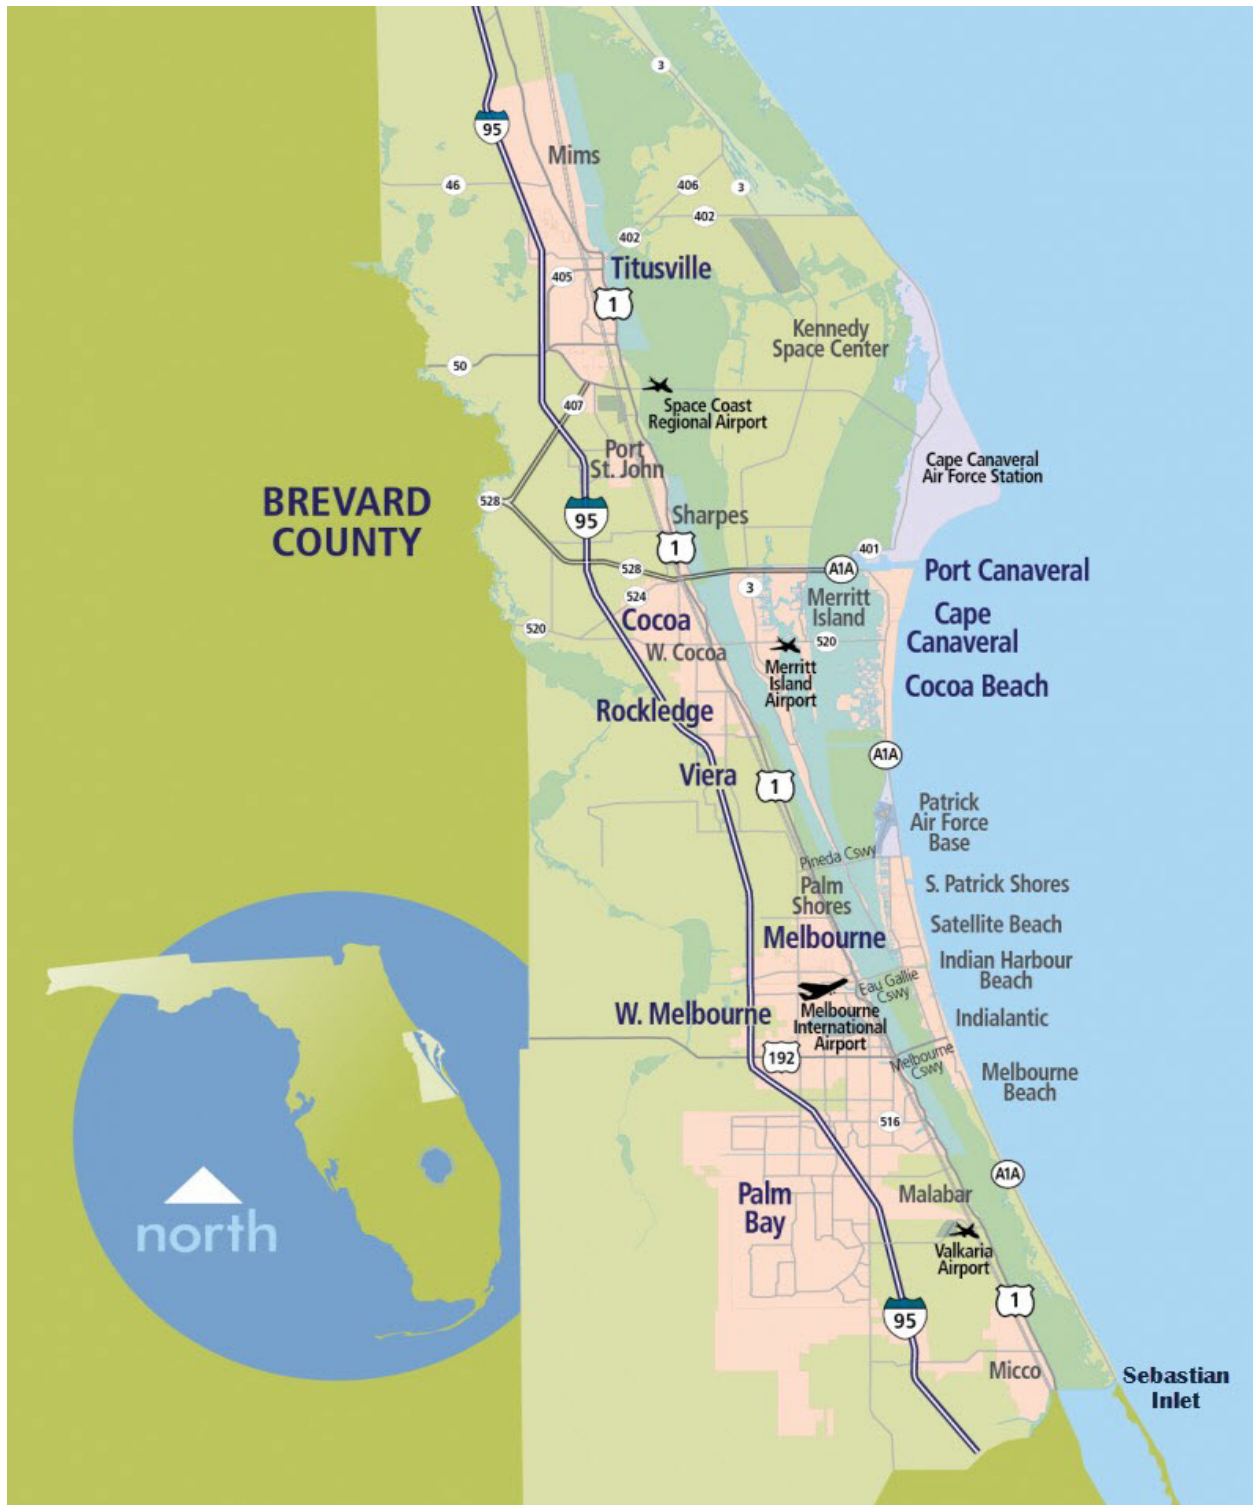 3
95
Mims
46
406
3
402
402
Titusville
405
1
Kennedy
Space Center
50
Space Coast
Regional Airport
407
Port
St. John
Cape Canaveral
Air Force Station
BREVARD
COUNTY
528
95
Sharpes
1
401
528
A1A
Port Canaveral
3
524
Merritt
Island
Cape
Canaveral
Cocoa
520
520
W. Cocoa
Merritt
Island
Airport
Cocoa Beach
Rockledge
A1A
Viera
1
Patrick
Air Force
Base
Pineda Cswy
Palm
Shores
S. Patrick Shores
Satellite Beach
Melbourne
Indian Harbour
Beach
Eau Gallie
Cswy
W. Melbourne
Melbourne
International
Airport
Indialantic
192
Melbourne
Cswy
Melbourne
Beach
516
A1A
Palm
Bay
Malabar
north
Valkaria
Airport
1
95
Micco
Sebastian
Inlet